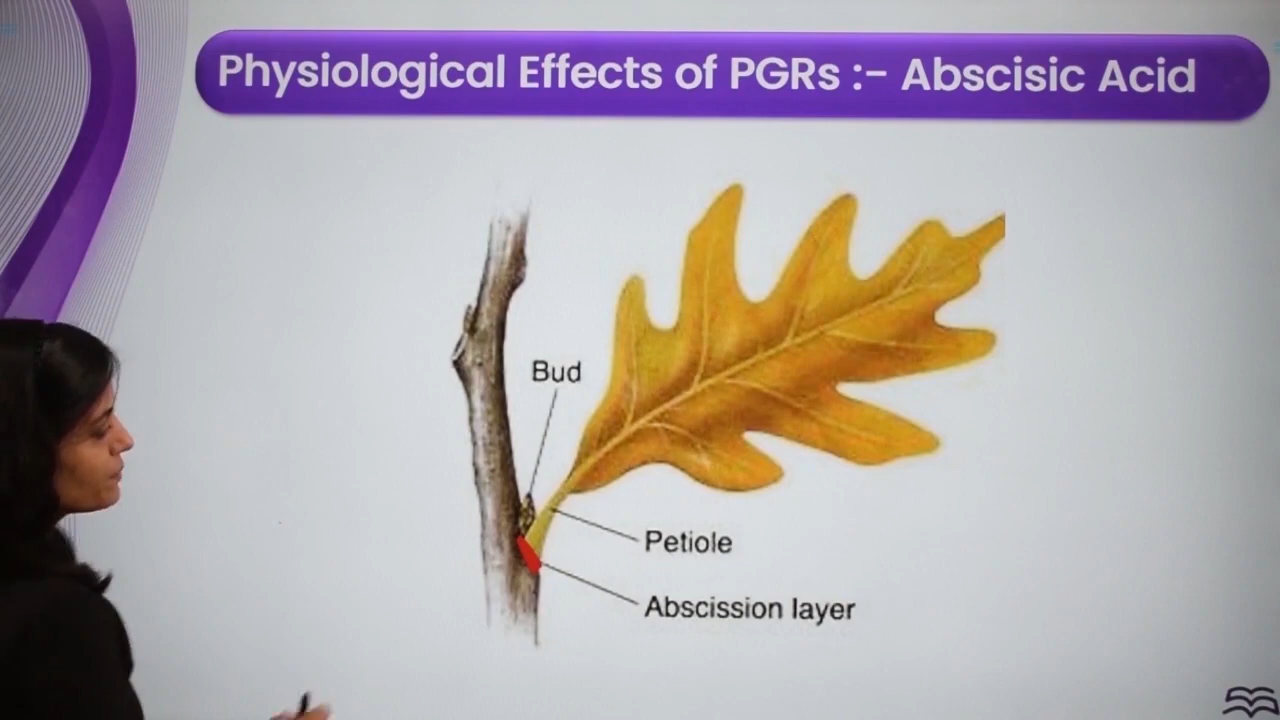 Physiological Effects of PGRs :- Abscisic Acid
Bud
Petiole
Abscission layer